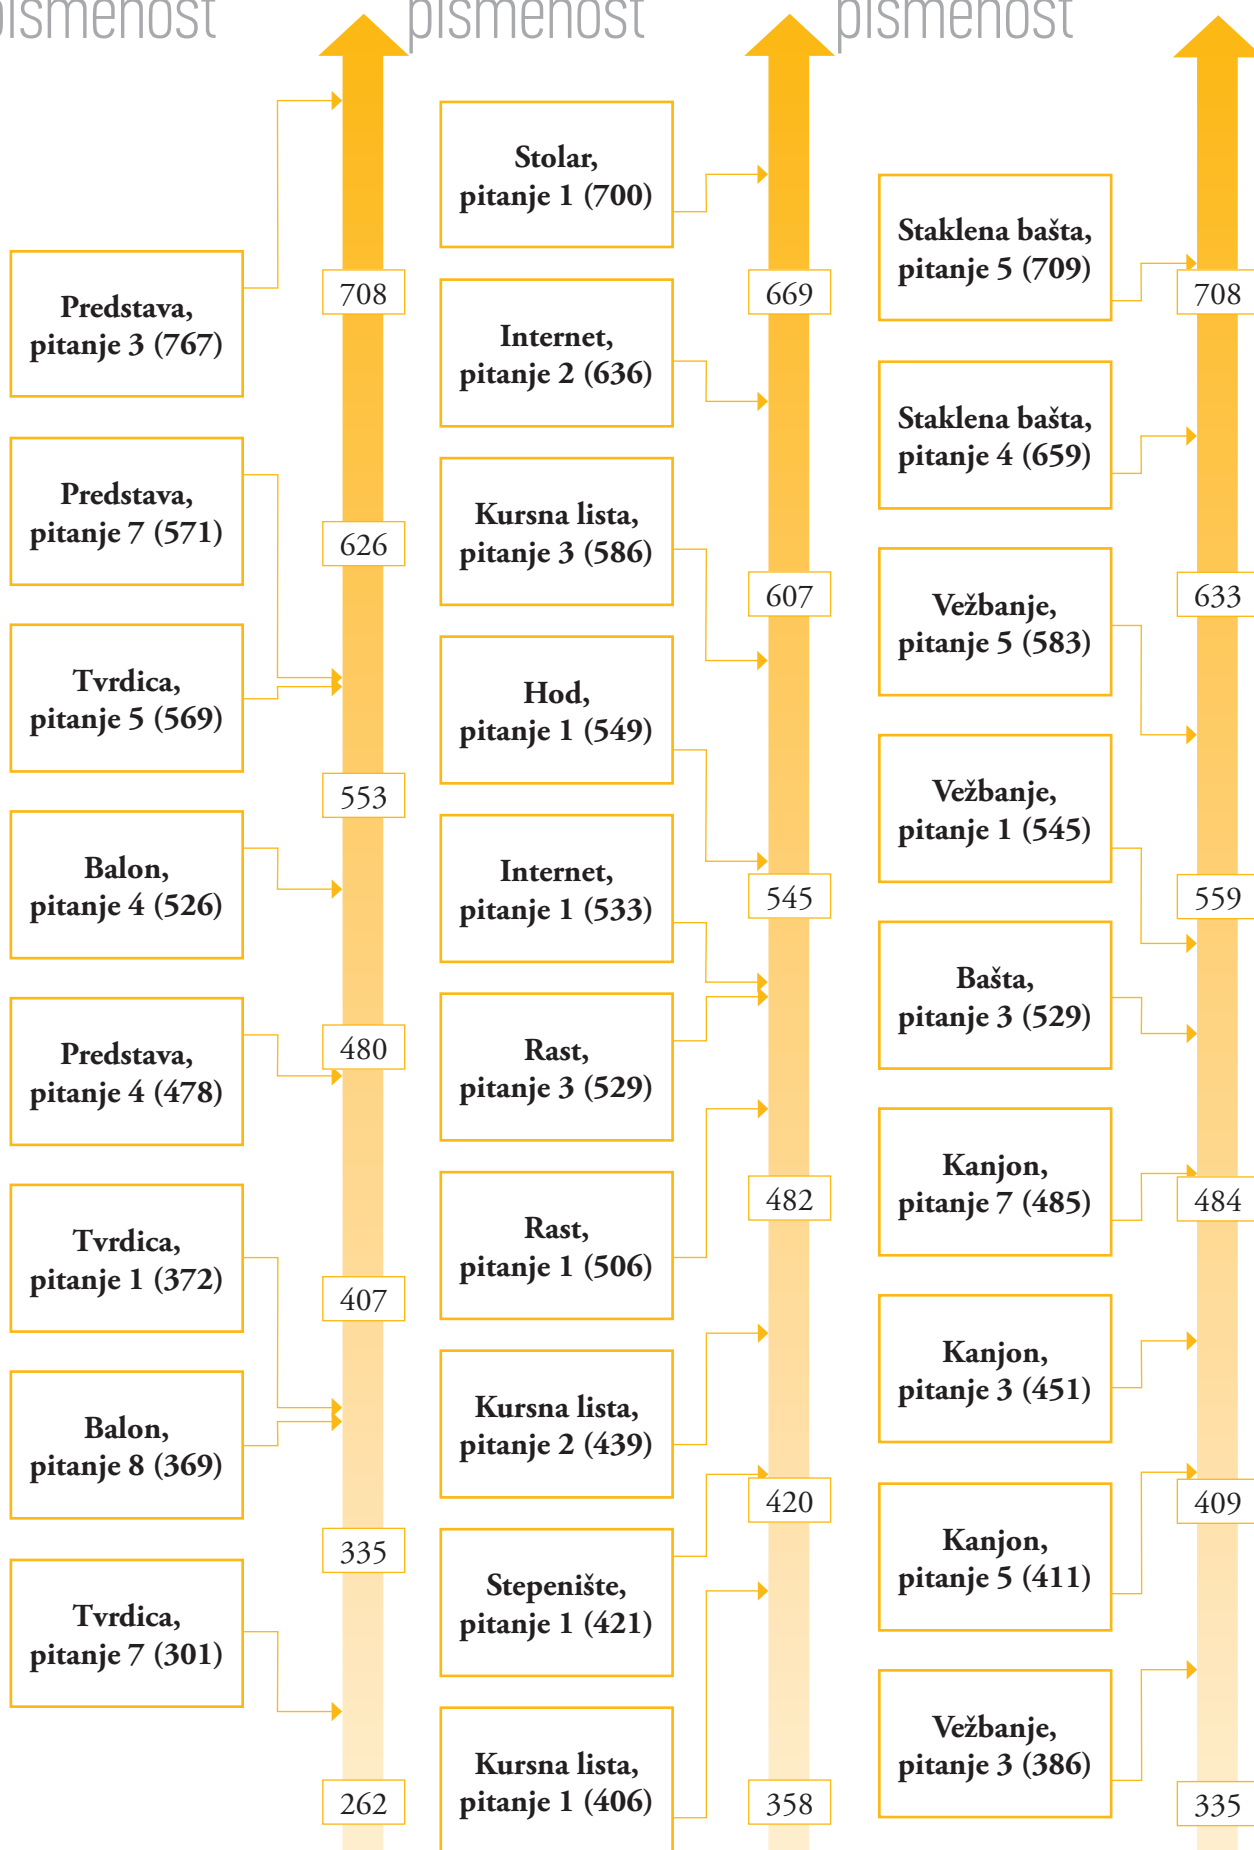 pismenost
Predstava,
pitanje 3 (767)
Predstava,
pitanje 7 (571)
Tvrdica,
pitanje 5 (569)
Balon,
pitanje 4 (526)
Predstava,
pitanje 4 (478)
Tvrdica,
pitanje 1 (372)
Balon,
pitanje 8 (369)
Tvrdica,
pitanje 7 (301)
708
626
553
480
407
335
262
pismenost
Stolar,
pitanje 1 (700)
Internet,
pitanje 2 (636)
Kursna lista,
pitanje 3 (586)
Hod,
pitanje 1 (549)
Internet,
pitanje 1 (533)
Rast,
pitanje 3 (529)
Rast,
pitanje 1 (506)
Kursna lista,
pitanje 2 (439)
Stepenište,
pitanje 1 (421)
Kursna lista,
pitanje 1 (406)
669
607
545
482
420
358
pismenost
Staklena bašta,
pitanje 5 (709)
Staklena bašta,
pitanje 4 (659)
Vežbanje,
pitanje 5 (583)
Vežbanje,
pitanje 1 (545)
Bašta,
pitanje 3 (529)
Kanjon,
pitanje 7 (485)
Kanjon,
pitanje 3 (451)
Kanjon,
pitanje 5 (411)
Vežbanje,
pitanje 3 (386)
708
633
559
484
409
335